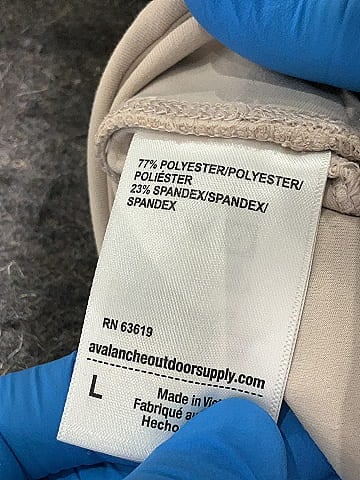 77% POLYESTER/POLYESTER/
POLIÉSTER
23% SPANDEX/SPANDEX/
SPANDEX
RN 63619
avalancheoutdoorsupply.com
L
Made in
Fabriqué
Hecho